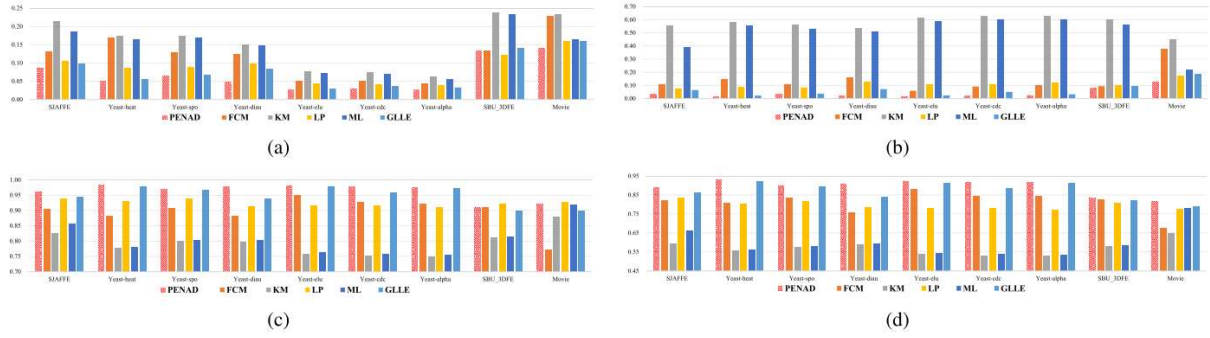 0.25
0.20
0.15
0.10
0.05
0.00
SJAFFE Yeast-heat Yeast-spo Yeast-diau Yeast-elu Yeast-cdc Yeast-alpha SBU_3DFE Movie
PENAD FCM KM LP ML GLLE
(a)
0.70
0.60
0.50
0.40
0.30
0.20
0.10
0.00
SJAFFE Yeast-heat Yeast-spo Yeast-diau Yeast-elu Yeast-cdc Yeast-alpha SBU_3DFE Movie
PENAD FCM KM LP ML GLLE
(b)
1.00
0.95
0.90
0.85
0.80
0.75
0.70
SJAFFE Yeast-heat Yeast-spo Yeast-diau Yeast-elu Yeast-cdc Yeast-alpha SBU_3DFE Movie
PENAD FCM KM LP ML GLLE
(c)
0.95
0.85
0.75
0.65
0.55
0.45
SJAFFE Yeast-heat Yeast-spo Yeast-diau Yeast-elu Yeast-cdc Yeast-alpha SBU_3DFE Movie
PENAD FCM KM LP ML GLLE
(d)